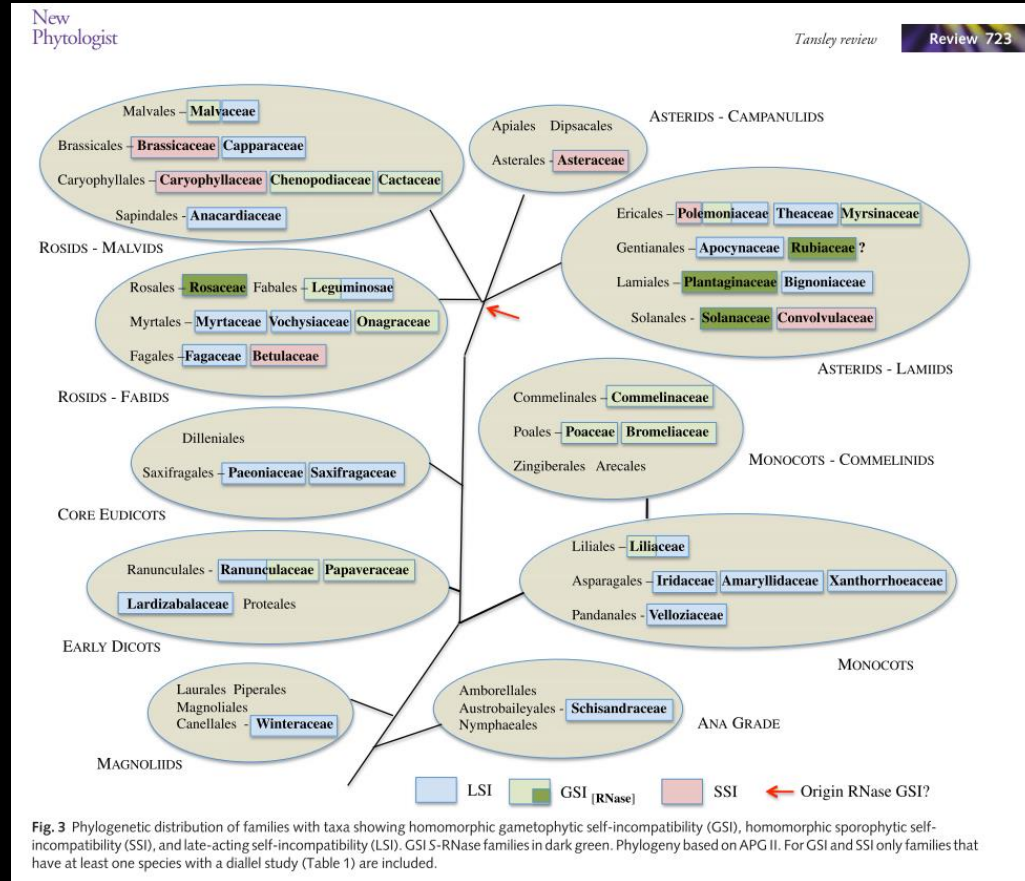 New
Phytologist
Tansley review
Review 723
Malvales – Malvaceae
Brassicales – Brassicaceae Capparaceae
Caryophyllales – Caryophyllaceae Chenopodiaceae Cactaceae
Sapindales - Anacardiaceae
ROSIDS - MALVIDS
Apiales Dipsacales
Asterales - Asteraceae
ASTERIDS - CAMPANULIDS
Ericales – Polemoniaceae Theaceae Myrsinaceae
Gentianales – Apocynaceae Rubiaceae ?
Lamiales – Plantaginaceae Bignoniaceae
Solanales - Solanaceae Convolvulaceae
ASTERIDS - LAMIIDS
Rosales – Rosaceae Fabales – Leguminosae
Myrtales – Myrtaceae Vochysiaceae Onagraceae
Fagales – Fagaceae Betulaceae
ROSIDS - FABIDS
Commelinales – Commelinaceae
Poales – Poaceae Bromeliaceae
Zingiberales Arecales
MONOCOTS - COMMELINIDS
Dilleniales
Saxifragales – Paeoniaceae Saxifragaceae
CORE EUDICOTS
Liliales – Liliaceae
Asparagales – Iridaceae Amaryllidaceae Xanthorrhoeaceae
Pandanales - Velloziaceae
MONOCOTS
Ranunculales - Ranunculaceae Papaveraceae
Lardizabalaceae Proteales
EARLY DICOTS
Laurales Piperales
Magnoliales
Canellales - Winteraceae
MAGNOLIIDS
Amborellales
Austrobaileyales - Schisandraceae
Nymphaeales
ANA GRADE
LSI GSI [RNase] SSI Origin RNase GSI?
Fig. 3 Phylogenetic distribution of families with taxa showing homomorphic gametophytic self-incompatibility (GSI), homomorphic sporophytic self-
incompatibility (SSI), and late-acting self-incompatibility (LSI). GSI S-RNase families in dark green. Phylogeny based on APG II. For GSI and SSI only families that
have at least one species with a diallel study (Table 1) are included.